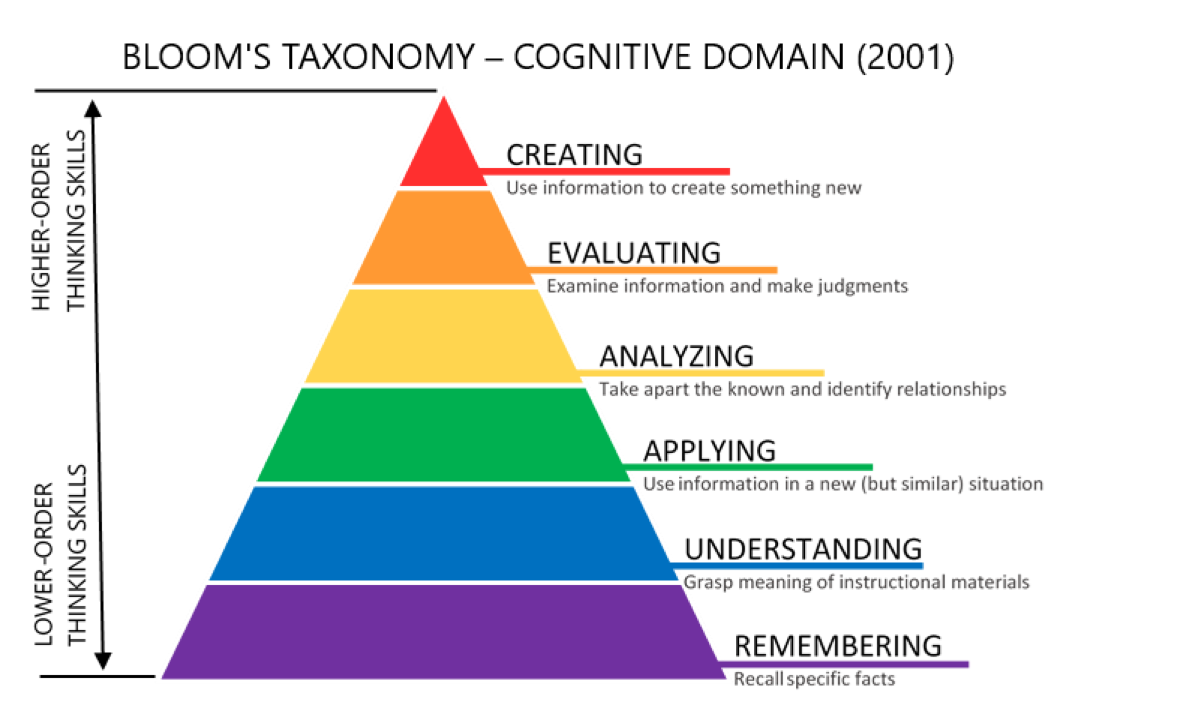 BLOOM'S TAXONOMY – COGNITIVE DOMAIN (2001)
HIGHER-ORDER
THINKING SKILLS
CREATING
Use information to create something new
EVALUATING
Examine information and make judgments
ANALYZING
Take apart the known and identify relationships
APPLYING
Use information in a new (but similar) situation
LOWER-ORDER
THINKING SKILLS
UNDERSTANDING
Grasp meaning of instructional materials
REMEMBERING
Recall specific facts